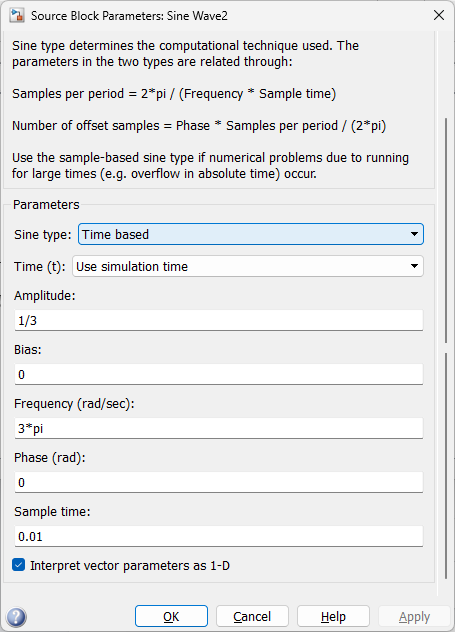 Source Block Parameters: Sine Wave2
Sine type determines the computational technique used. The
parameters in the two types are related through:
Samples per period = 2*pi / (Frequency * Sample time)
Number of offset samples = Phase * Samples per period / (2*pi)
Use the sample-based sine type if numerical problems due to running
for large times (e.g. overflow in absolute time) occur.
Parameters
Sine type: Time based
Time (t): Use simulation time
Amplitude:
1/3
Bias:
0
Frequency (rad/sec):
3*pi
Phase (rad):
0
Sample time:
0.01
Interpret vector parameters as 1-D
? OK Cancel Help Apply